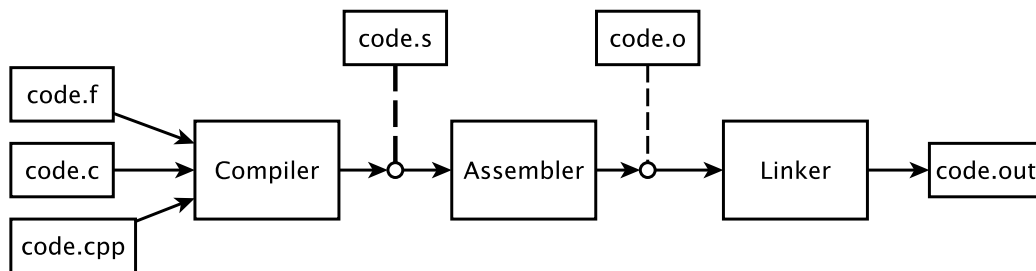 code.s
code.o
code.f
code.c
code.cpp
Compiler
Assembler
Linker
code.out